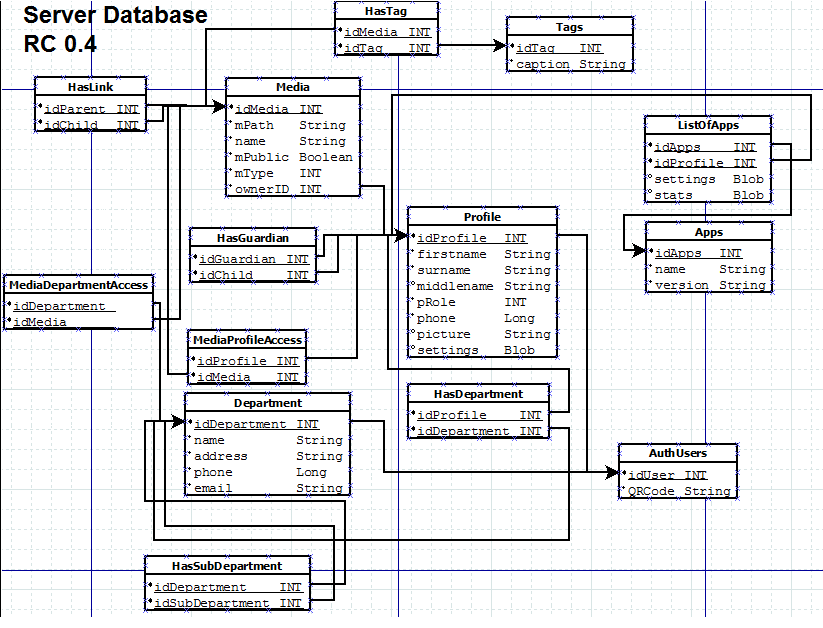 Server Database
RC 0.4
HasTag
idMedia INT
idTag INT
Tags
idTag INT
caption String
HasLink
idParent INT
idChild INT
Media
idMedia INT
mPath String
name String
mPublic Boolean
mType INT
ownerID INT
ListOfApps
idApps INT
idProfile INT
settings Blob
stats Blob
Profile
idProfile INT
firstname String
surname String
middlename String
pRole INT
phone Long
picture String
settings Blob
Apps
idApps INT
name String
version String
HasGuardian
idGuardian INT
idChild INT
MediaDepartmentAccess
idDepartment
idMedia
MediaProfileAccess
idProfile INT
idMedia INT
Department
idDepartment INT
name String
address String
phone Long
email String
HasDepartment
idProfile INT
idDepartment INT
AuthUsers
idUser INT
QRCode String
HasSubDepartment
idDepartment INT
idSubDepartment INT